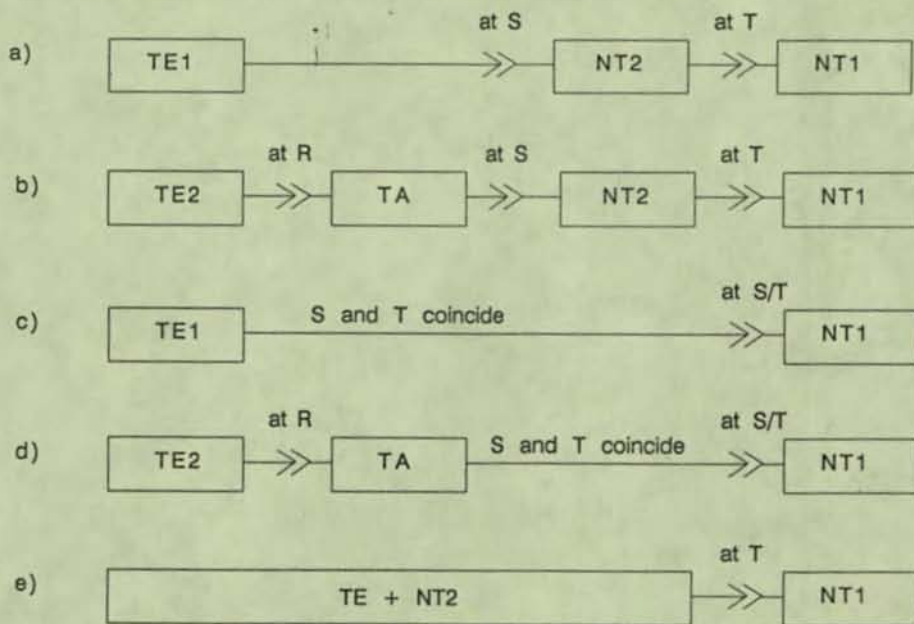 at S at T
a) TE1 NT2 NT1
at R at S at T
b) TE2 TA NT2 NT1
at S/T
c) TE1 S and T coincide NT1
at R at S/T
d) TE2 TA S and T coincide NT1
at T
e) TE + NT2 NT1